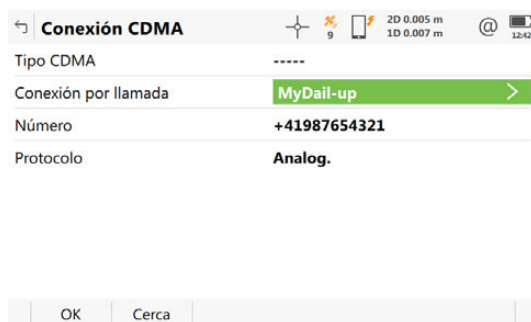 Conexión CDMA 9 2D 0.005 m
1D 0.007 m @ 12:42
Tipo CDMA -----
Conexión por llamada MyDail-up
Número +41987654321
Protocolo Analog.
OK Cerca